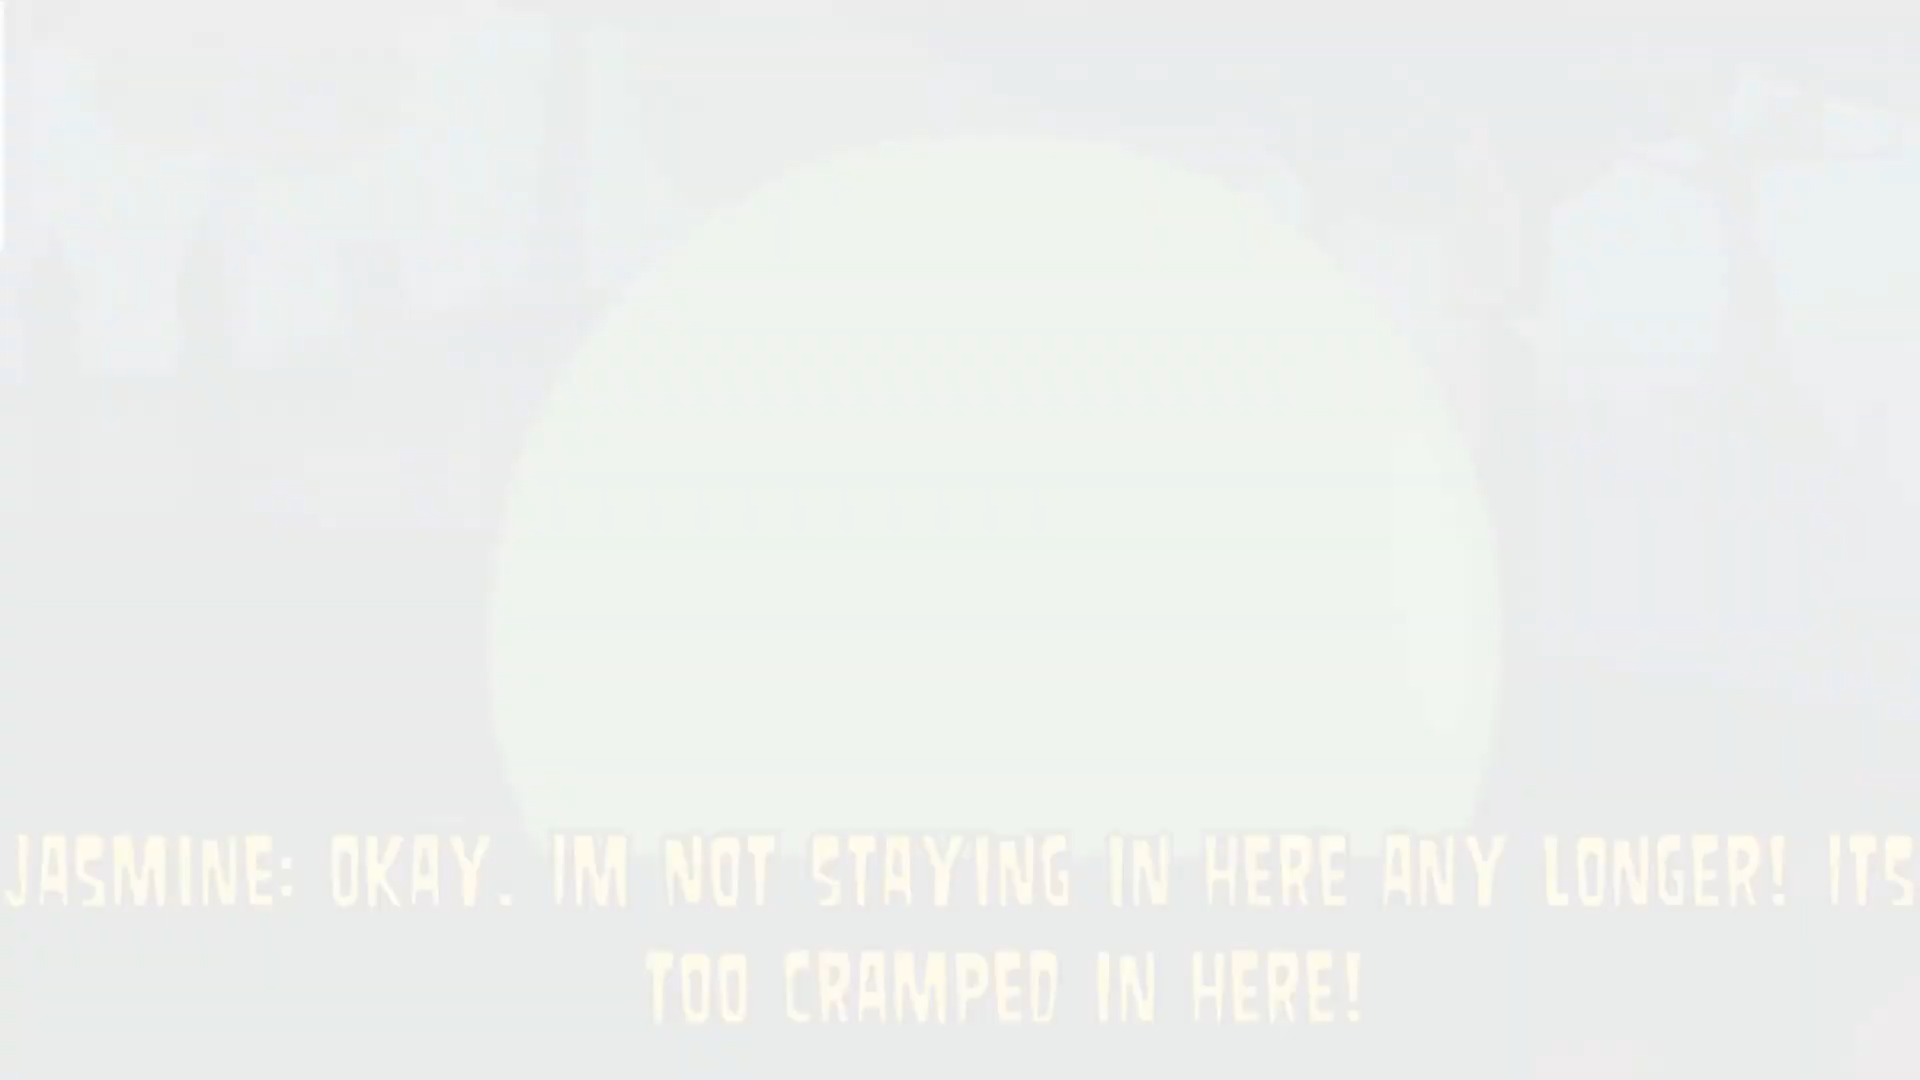 JASMINE: OKAY. IM NOT STAYING IN HERE ANY LONGER! ITS
TOO CRAMPED IN HERE!